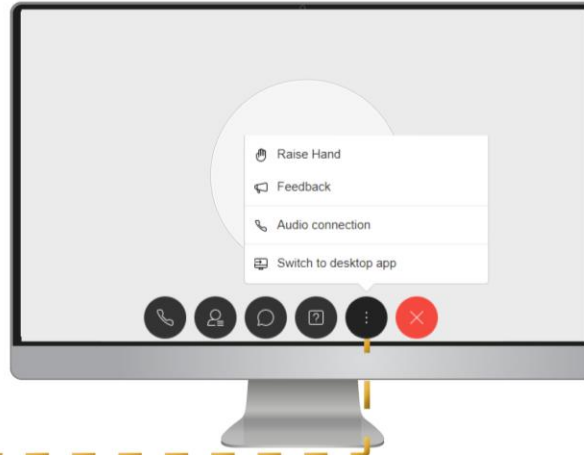 Raise Hand
Feedback
Audio connection
Switch to desktop app